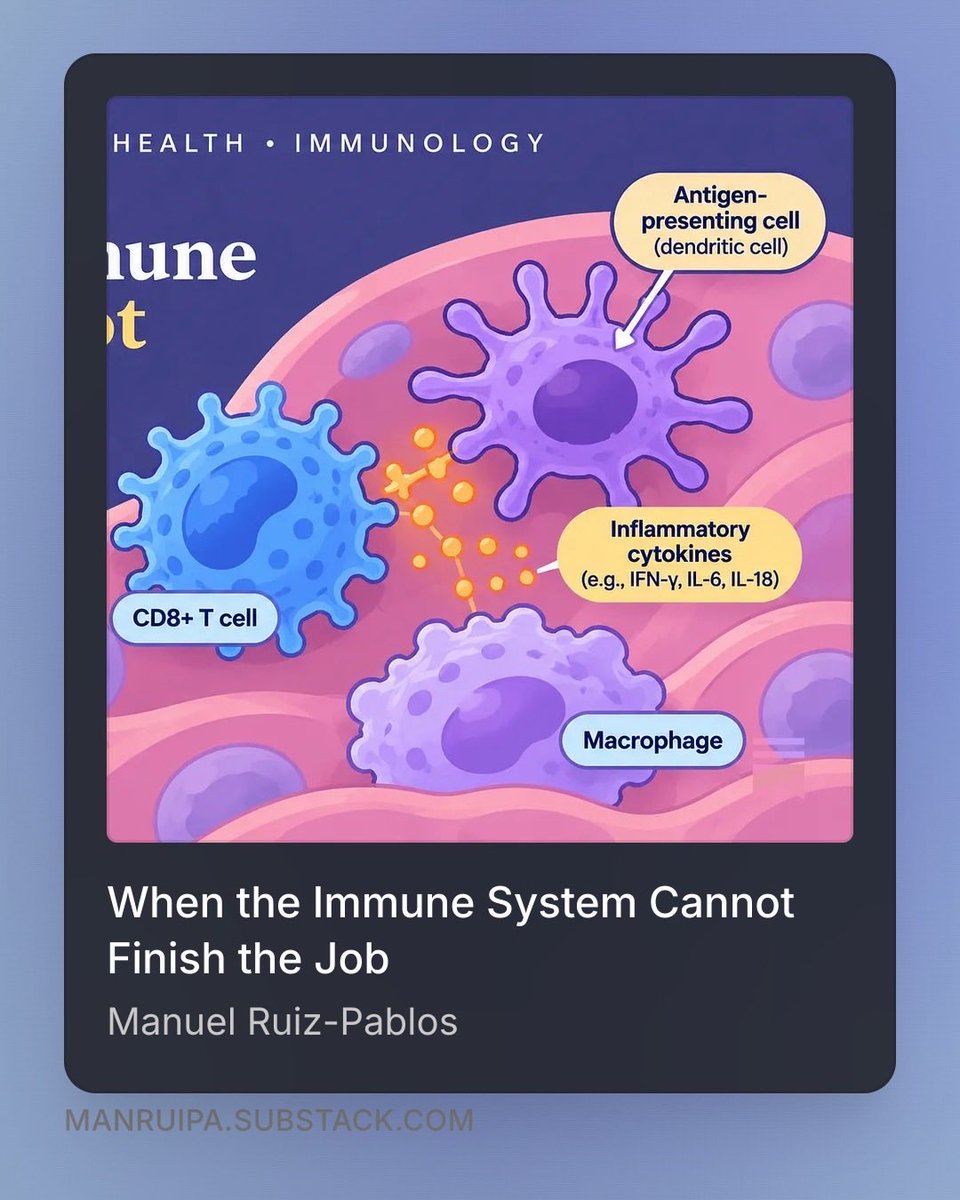 HEALTH • IMMUNOLOGY
Antigen-
presenting cell
(dendritic cell)
Inflammatory
cytokines
(e.g., IFN-γ, IL-6, IL-18)
CD8+ T cell
Macrophage
When the Immune System Cannot
Finish the Job
Manuel Ruiz-Pablos
MANRUIPA.SUBSTACK.COM